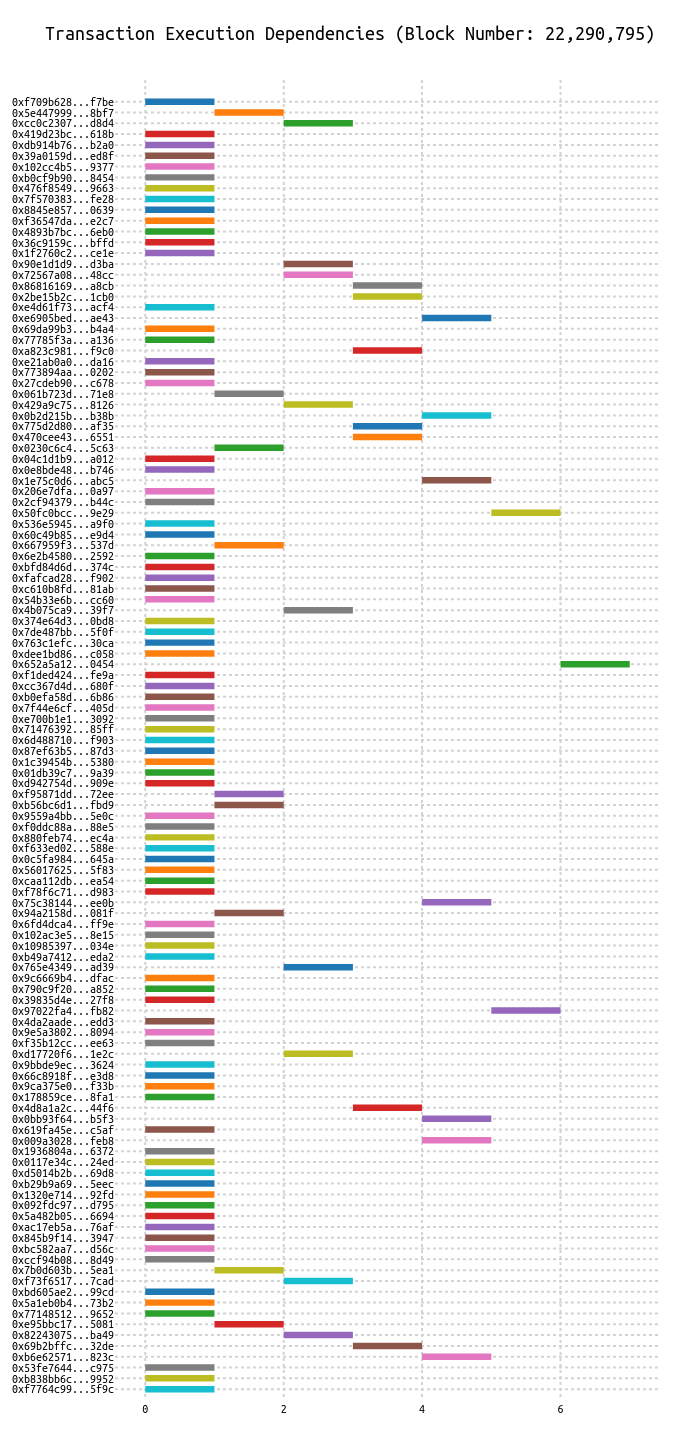 Transaction Execution Dependencies (Block Number: 22,290,795)
0xf709b628...f7be
0x5e447999...8bf7
0xcc0c2307...d8d4
0x419d23bc...618b
0xdb914b76...b2a0
0x39a0159d...ed8f
0x102cc4b5...9377
0xb0cf9b90...8454
0x476f8549...9663
0x7f570383...fe28
0x8845e857...0639
0xf36547da...e2c7
0x4893b7bc...6eb0
0x36c9159c...bffd
0x1f2760c2...ce1e
0x90e1d1d9...d3ba
0x72567a08...48cc
0x86816169...a8cb
0x2be15b2c...1cb0
0xe4d61f73...acf4
0xe6905bed...ae43
0x69da99b3...b4a4
0x77785f3a...a136
0xa823c981...f9c0
0xe21ab0a0...da16
0x773894aa...0202
0x27cdeb90...c678
0x061b723d...71e8
0x429a9c75...8126
0x0b2d215b...b38b
0x775d2d80...af35
0x470cee43...6551
0x0230c6c4...5c63
0x04c1d1b9...a012
0x0e8bde48...b746
0x1e75c0d6...abc5
0x206e7dfa...0a97
0x2cf94379...b44c
0x50fc0bcc...9e29
0x536e5945...a9f0
0x60c49b85...e9d4
0x667959f3...537d
0x6e2b4580...2592
0xbfd84d6d...374c
0xfafcad28...f902
0xc610b8fd...81ab
0x54b33e6b...cc60
0x4b075ca9...39f7
0x374e64d3...0bd8
0x7de487bb...5f0f
0x763c1efc...30ca
0xdee1bd86...c058
0x652a5a12...0454
0xf1ded424...fe9a
0xcc367d4d...680f
0xb0efa58d...6b86
0x7f44e6cf...405d
0xe700b1e1...3092
0x71476392...85ff
0x6d488710...f903
0x87ef63b5...87d3
0x1c39454b...5380
0x01db39c7...9a39
0xd942754d...909e
0xf95871dd...72ee
0xb56bc6d1...fbd9
0x9559a4bb...5e0c
0xf0ddc88a...88e5
0x880feb74...ec4a
0xf633ed02...588e
0x0c5fa984...645a
0x56017625...5f83
0xcaa112db...ea54
0xf78f6c71...d983
0x75c38144...ee0b
0x94a2158d...081f
0x6fd4dca4...ff9e
0x102ac3e5...8e15
0x10985397...034e
0xb49a7412...eda2
0x765e4349...ad39
0x9c6669b4...dfac
0x790c9f20...a852
0x39835d4e...27f8
0x97022fa4...fb82
0x4da2aade...edd3
0x9e5a3802...8094
0xf35b12cc...ee63
0xd17720f6...1e2c
0x9bbde9ec...3624
0x66c8918f...e3d8
0x9ca375e0...f33b
0x178859ce...8fa1
0x4d8a1a2c...44f6
0x0bb93f64...b5f3
0x619fa45e...c5af
0x009a3028...feb8
0x1936804a...6372
0x0117e34c...24ed
0xd5014b2b...69d8
0xb29b9a69...5eec
0x1320e714...92fd
0x092fdc97...d795
0x5a482b05...6694
0xac17eb5a...76af
0x845b9f14...3947
0xbc582aa7...d56c
0xccf94b08...8d49
0x7b0d603b...5ea1
0xf73f6517...7cad
0xbd605ae2...99cd
0x5a1eb0b4...73b2
0x77148512...9652
0xe95bbc17...5081
0x82243075...ba49
0x69b2bffc...32de
0xb6e62571...823c
0x53fe7644...c975
0xb838bb6c...9952
0xf7764c99...5f9c
0 2 4 6